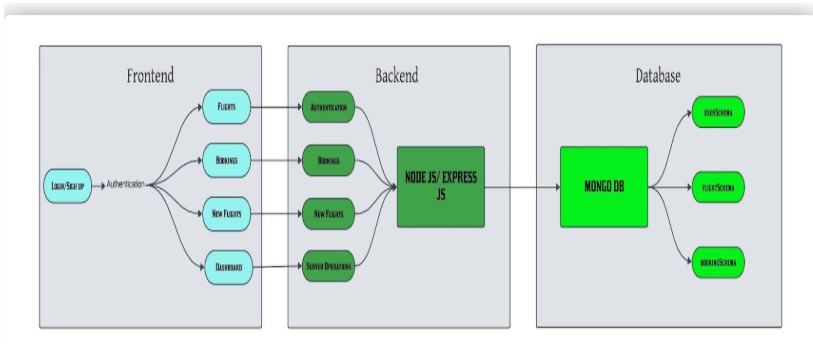 Frontend
Backend
Database
LOGIN/SIGN UP
Authentication
FLIGHTS
BOOKINGS
NEW FLIGHTS
DASHBOARD
AUTHENTICATION
BOOKINGS
NEW FLIGHTS
SERVER OPERATIONS
NODE JS/ EXPRESS
JS
MONGO DB
USERSCHEMA
FLIGHTSCHEMA
BOOKINGSCHEMA